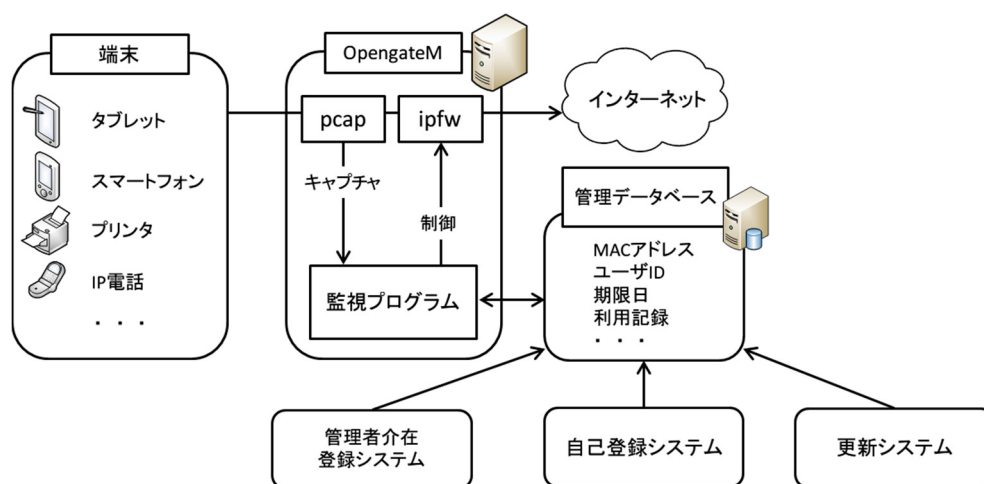 端末
タブレット
スマートフォン
プリンタ
IP電話
・・・
OpengateM
pcap
ipfw
キャプチャ
制御
監視プログラム
インターネット
管理データベース
MACアドレス
ユーザID
期限日
利用記録
・・・
管理者介在
登録システム
自己登録システム
更新システム